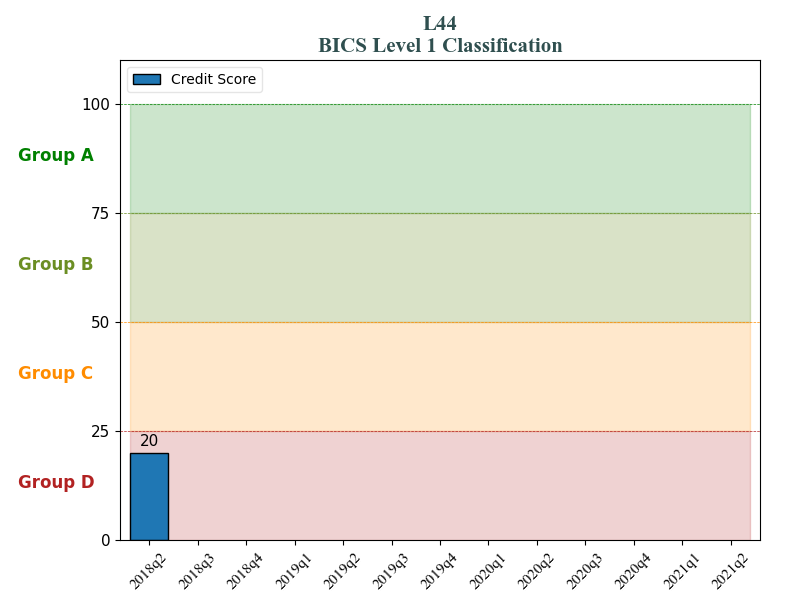 L44
BICS Level 1 Classification
Credit Score
100
Group A
75
Group B
50
Group C
25
20
Group D
0
2018q2 2018q3 2018q4 2019q1 2019q2 2019q3 2019q4 2020q1 2020q2 2020q3 2020q4 2021q1 2021q2